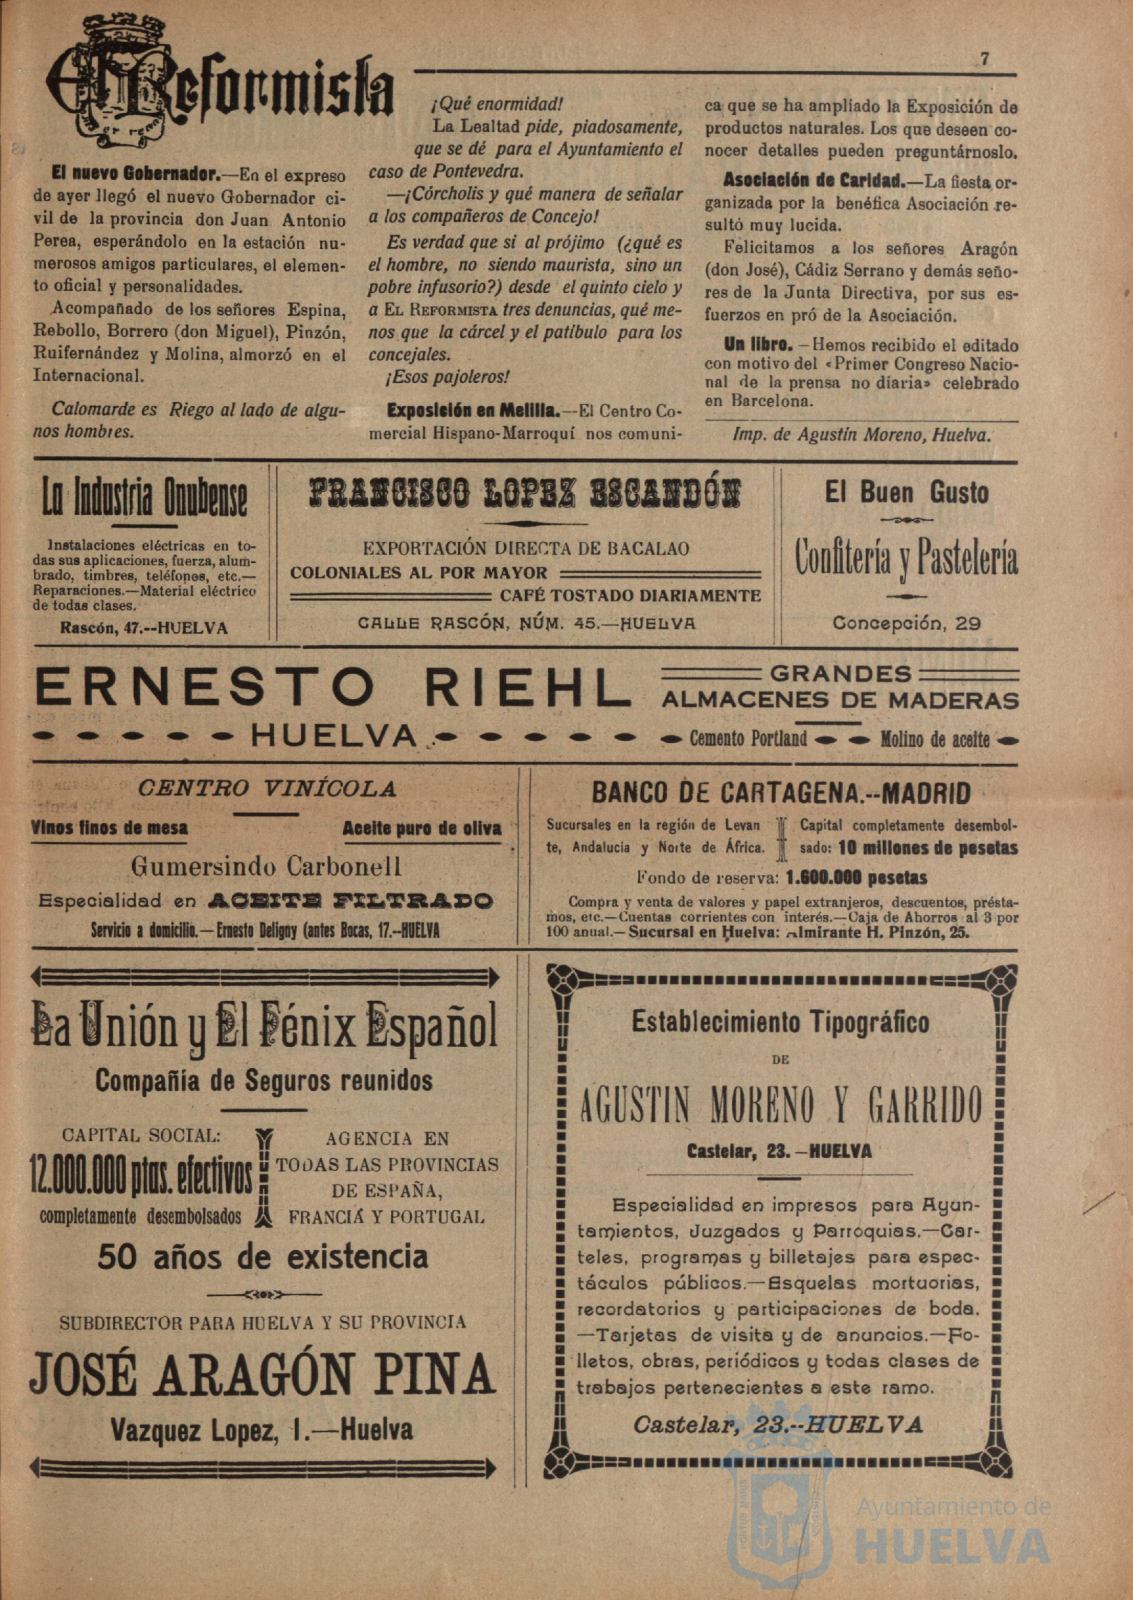 7
El Reformista
El nuevo Gobernador.—En el expreso
de ayer llegó el nuevo Gobernador ci-
vil de la provincia don Juan Antonio
Perea, esperándolo en la estación nu-
merosos amigos particulares, el elemen-
to oficial y personalidades.
Acompañado de los señores Espina,
Rebollo, Borrero (don Miguel), Pinzón,
Ruifernández y Molina, almorzó en el
Internacional.
Calomarde es Riego al lado de algu-
nos hombres.
¡Qué enormidad!
La Lealtad pide, piadosamente,
que se dé para el Ayuntamiento el
caso de Pontevedra.
—¡Córcholis y qué manera de señalar
a los compañeros de Concejo!
Es verdad que si al prójimo (¿qué es
el hombre, no siendo maurista, sino un
pobre infusorio?) desde el quinto cielo y
a EL REFORMISTA tres denuncias, qué me-
nos que la cárcel y el patíbulo para los
concejales.
¡Esos pajoleros!
Exposición en Melilla.—El Centro Co-
mercial Hispano-Marroquí nos comuni-
ca que se ha ampliado la Exposición de
productos naturales. Los que deseen co-
nocer detalles pueden preguntárnoslo.
Asociación de Caridad.—La fiesta or-
ganizada por la benéfica Asociación re-
sultó muy lucida.
Felicitamos a los señores Aragón
(don José), Cádiz Serrano y demás seño-
res de la Junta Directiva, por sus es-
fuerzos en pró de la Asociación.
Un libro.—Hemos recibido el editado
con motivo del «Primer Congreso Nacio-
nal de la prensa no diaria» celebrado
en Barcelona.
Imp. de Agustín Moreno, Huelva.
La Industria Onubense
Instalaciones eléctricas en to-
das sus aplicaciones, fuerza, alum-
brado, timbres, teléfonos, etc.—
Reparaciones.—Material eléctrico
de todas clases.
Rascón, 47.--HUELVA
FRANCISCO LOPEZ ESCANDÓN
EXPORTACIÓN DIRECTA DE BACALAO
COLONIALES AL POR MAYOR
CAFÉ TOSTADO DIARIAMENTE
CALLE RASCÓN, NÚM. 45.—HUELVA
El Buen Gusto
Confitería y Pastelería
Concepción, 29
ERNESTO RIEHL
HUELVA
GRANDES
ALMACENES DE MADERAS
Cemento Portland
Molino de aceite
CENTRO VINÍCOLA
Vinos finos de mesa
Aceite puro de oliva
Gumersindo Carbonell
Especialidad en ACEITE FILTRADO
Servicio a domicilio.—Ernesto Deligny (antes Bocas, 17.--HUELVA
BANCO DE CARTAGENA.--MADRID
Sucursales en la región de Levan
te, Andalucia y Norte de África.
Capital completamente desembol-
sado: 10 millones de pesetas
Fondo de reserva: 1.600.000 pesetas
Compra y venta de valores y papel extranjeros, descuentos, présta-
mos, etc.—Cuentas corrientes con interés.—Caja de Ahorros al 3 por
100 anual.—Sucursal en Huelva: Almirante H. Pinzón, 25.
La Unión y El Fénix Español
Compañía de Seguros reunidos
CAPITAL SOCIAL:
12.000.000 ptas. efectivos
completamente desembolsados
AGENCIA EN
TODAS LAS PROVINCIAS
DE ESPAÑA,
FRANCIÁ Y PORTUGAL
50 años de existencia
SUBDIRECTOR PARA HUELVA Y SU PROVINCIA
JOSÉ ARAGÓN PINA
Vazquez Lopez, 1.—Huelva
Establecimiento Tipográfico
DE
AGUSTIN MORENO Y GARRIDO
Castelar, 23.—HUELVA
Especialidad en impresos para Ayun-
tamientos, Juzgados y Parroquias.—Car-
teles, programas y billetajes para espec-
táculos públicos.—Esquelas mortuorias,
recordatorios y participaciones de boda.
—Tarjetas de visita y de anuncios.—Fo-
lletos, obras, periódicos y todas clases de
trabajos pertenecientes a este ramo.
Castelar, 23.--HUELVA
Ayuntamiento de
HUELVA